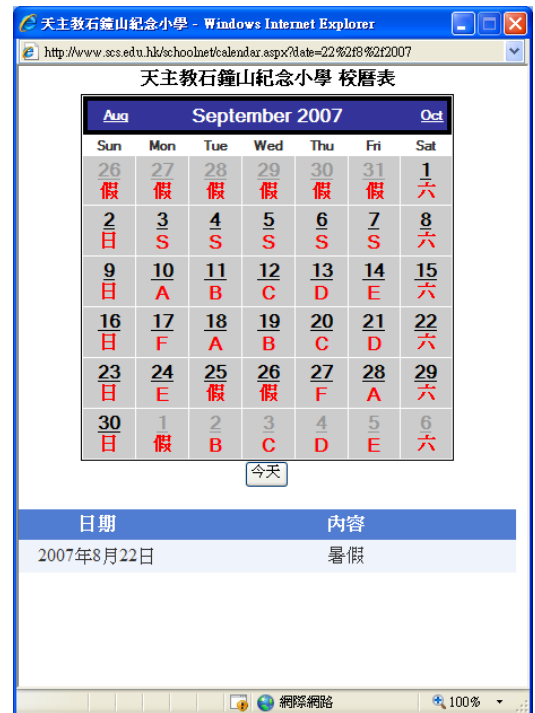 天主教石鐘山紀念小學 - Windows Internet Explorer
http://www.scs.edu.hk/schoolnet/calendar.aspx?date=22%2f8%2f2007
天主教石鐘山紀念小學 校曆表
Aug September 2007 Oct
Sun Mon Tue Wed Thu Fri Sat
26 27 28 29 30 31 1
假 假 假 假 假 假 六
2 3 4 5 6 7 8
日 S S S S S 六
9 10 11 12 13 14 15
日 A B C D E 六
16 17 18 19 20 21 22
日 F A B C D 六
23 24 25 26 27 28 29
日 E 假 假 F A 六
30 1 2 3 4 5 6
日 假 B C D E 六
今天
日期 內容
2007年8月22日 暑假
網際網路 100%